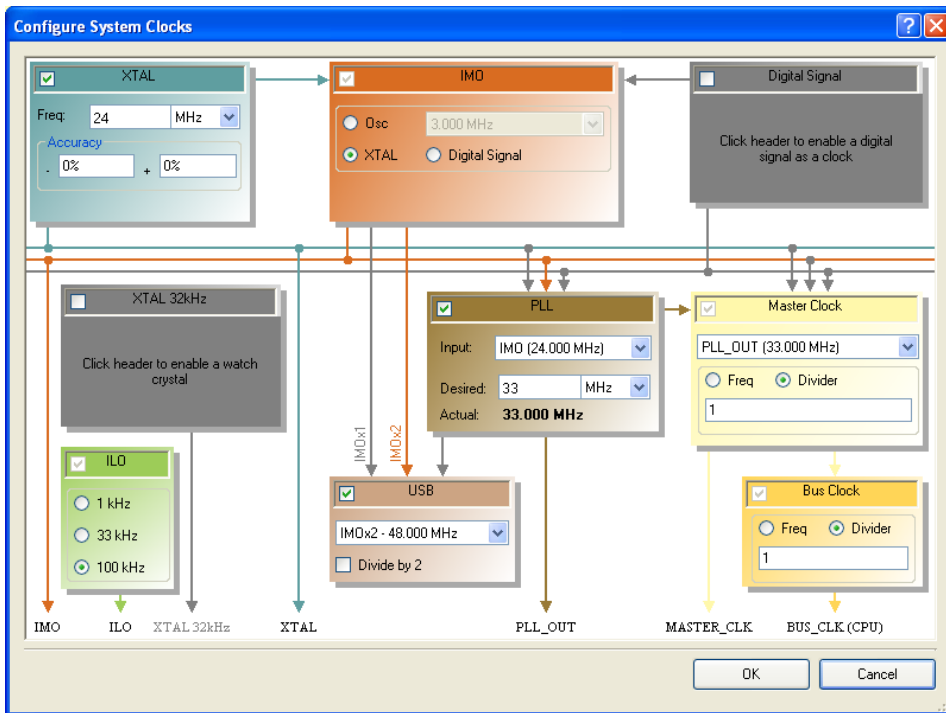 Configure System Clocks
XTAL
Freq: 24 MHz
Accuracy
- 0% + 0%
IMO
Osc 3.000 MHz
XTAL Digital Signal
Digital Signal
Click header to enable a digital
signal as a clock
XTAL 32kHz
Click header to enable a watch
crystal
PLL
Input: IMO (24.000 MHz)
Desired: 33 MHz
Actual: 33.000 MHz
Master Clock
PLL_OUT (33.000 MHz)
Freq Divider
1
IMOx1
IMOx2
ILO
1 kHz
33 kHz
100 kHz
USB
IMOx2 - 48.000 MHz
Divide by 2
Bus Clock
Freq Divider
1
IMO ILO XTAL 32kHz XTAL PLL_OUT MASTER_CLK BUS_CLK (CPU)
OK Cancel